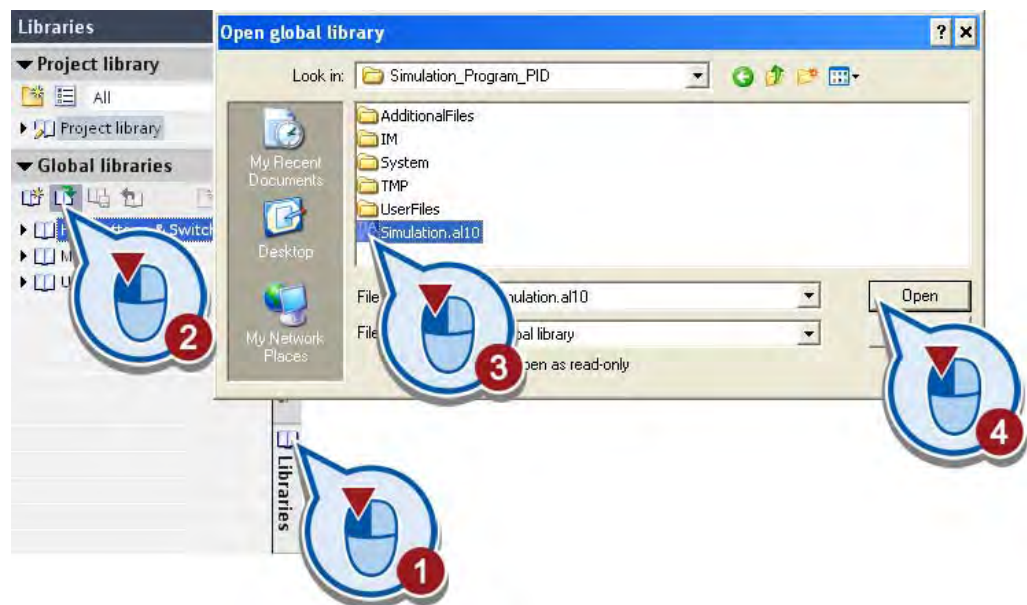 Libraries
Project library
All
Project library
Global libraries
& Switch
M
U
Open global library
Look in:
Simulation_Program_PID
My Recent
Documents
Desktop
My Network
Places
AdditionalFiles
IM
System
TMP
UserFiles
Simulation.al10
File
nulation.al10
Open
File
bal library
pen as read-only
Libraries
2
3
4
1